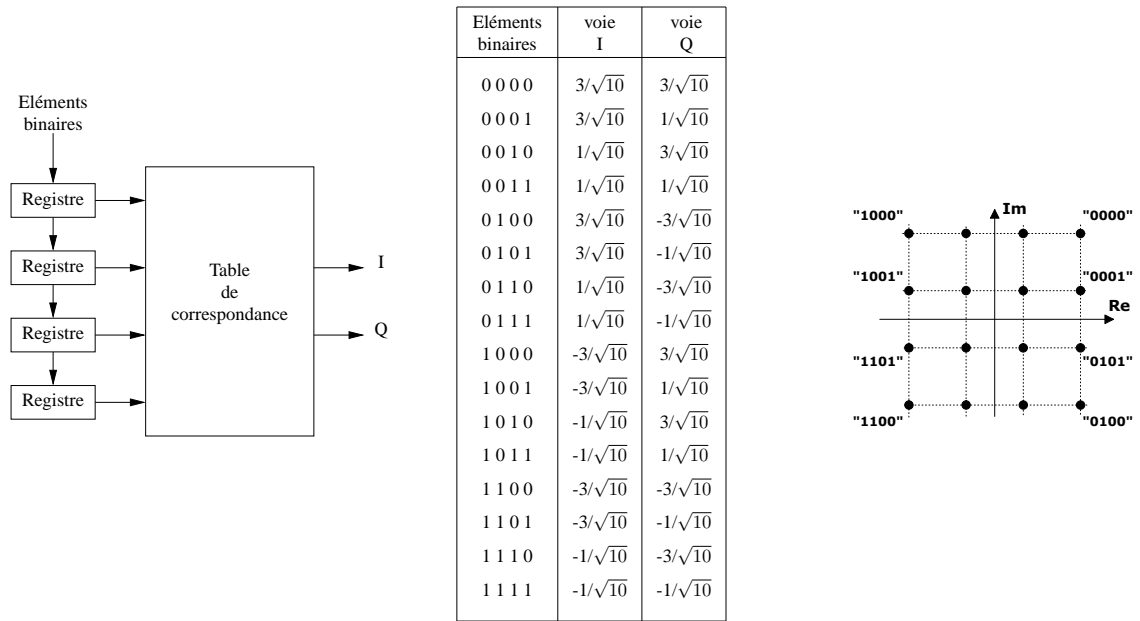 Eléments
binaires
Registre
Registre
Registre
Registre
Table
de
correspondance
I
Q
Eléments binaires voie I voie Q
0 0 0 0 3/√10 3/√10
0 0 0 1 3/√10 1/√10
0 0 1 0 1/√10 3/√10
0 0 1 1 1/√10 1/√10
0 1 0 0 3/√10 -3/√10
0 1 0 1 3/√10 -1/√10
0 1 1 0 1/√10 -3/√10
0 1 1 1 1/√10 -1/√10
1 0 0 0 -3/√10 3/√10
1 0 0 1 -3/√10 1/√10
1 0 1 0 -1/√10 3/√10
1 0 1 1 -1/√10 1/√10
1 1 0 0 -3/√10 -3/√10
1 1 0 1 -3/√10 -1/√10
1 1 1 0 -1/√10 -3/√10
1 1 1 1 -1/√10 -1/√10
"1000" Im "0000"
"1001" "0001"
Re
"1101" "0101"
"1100" "0100"